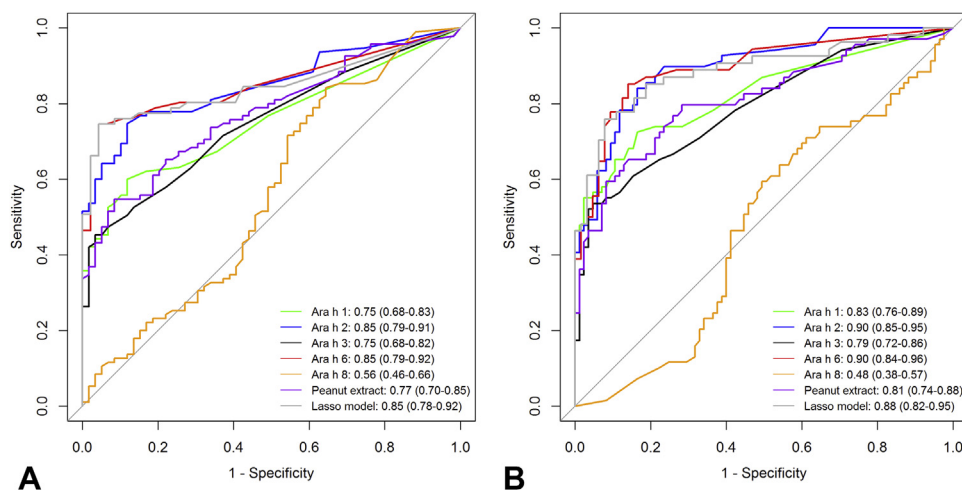 1.0
0.8
0.6
0.4
0.2
0.0
Sensitivity
Ara h 1: 0.75 (0.68-0.83)
Ara h 2: 0.85 (0.79-0.91)
Ara h 3: 0.75 (0.68-0.82)
Ara h 6: 0.85 (0.79-0.92)
Ara h 8: 0.56 (0.46-0.66)
Peanut extract: 0.77 (0.70-0.85)
Lasso model: 0.85 (0.78-0.92)
0.0 0.2 0.4 0.6 0.8 1.0
1 - Specificity
A
1.0
0.8
0.6
0.4
0.2
0.0
Sensitivity
Ara h 1: 0.83 (0.76-0.89)
Ara h 2: 0.90 (0.85-0.95)
Ara h 3: 0.79 (0.72-0.86)
Ara h 6: 0.90 (0.84-0.96)
Ara h 8: 0.48 (0.38-0.57)
Peanut extract: 0.81 (0.74-0.88)
Lasso model: 0.88 (0.82-0.95)
0.0 0.2 0.4 0.6 0.8 1.0
1 - Specificity
B